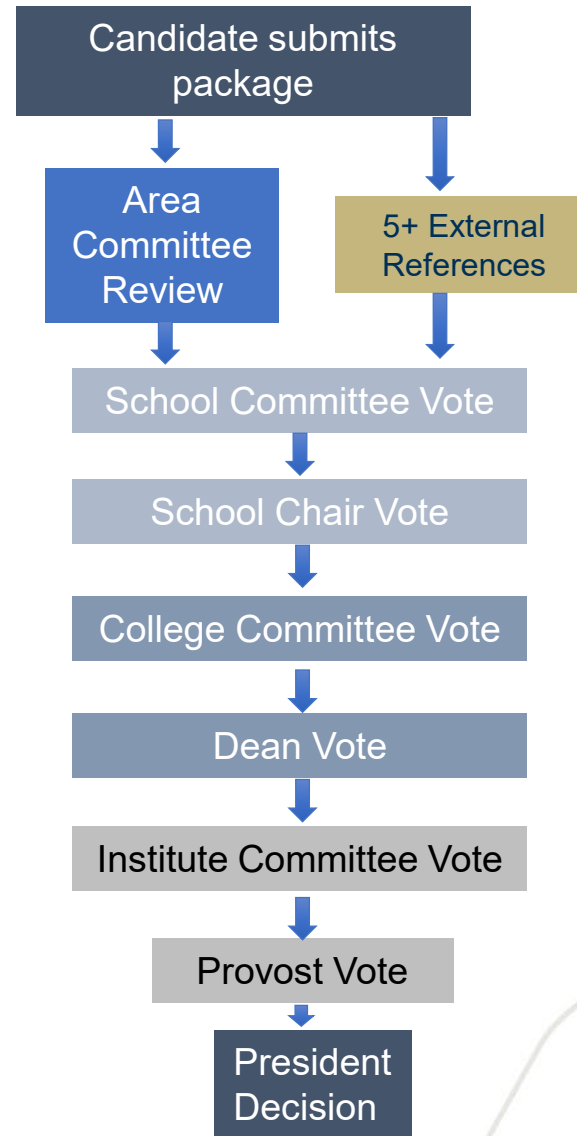 Candidate submits
package
Area
Committee
Review
5+ External
References
School Committee Vote
School Chair Vote
College Committee Vote
Dean Vote
Institute Committee Vote
Provost Vote
President
Decision